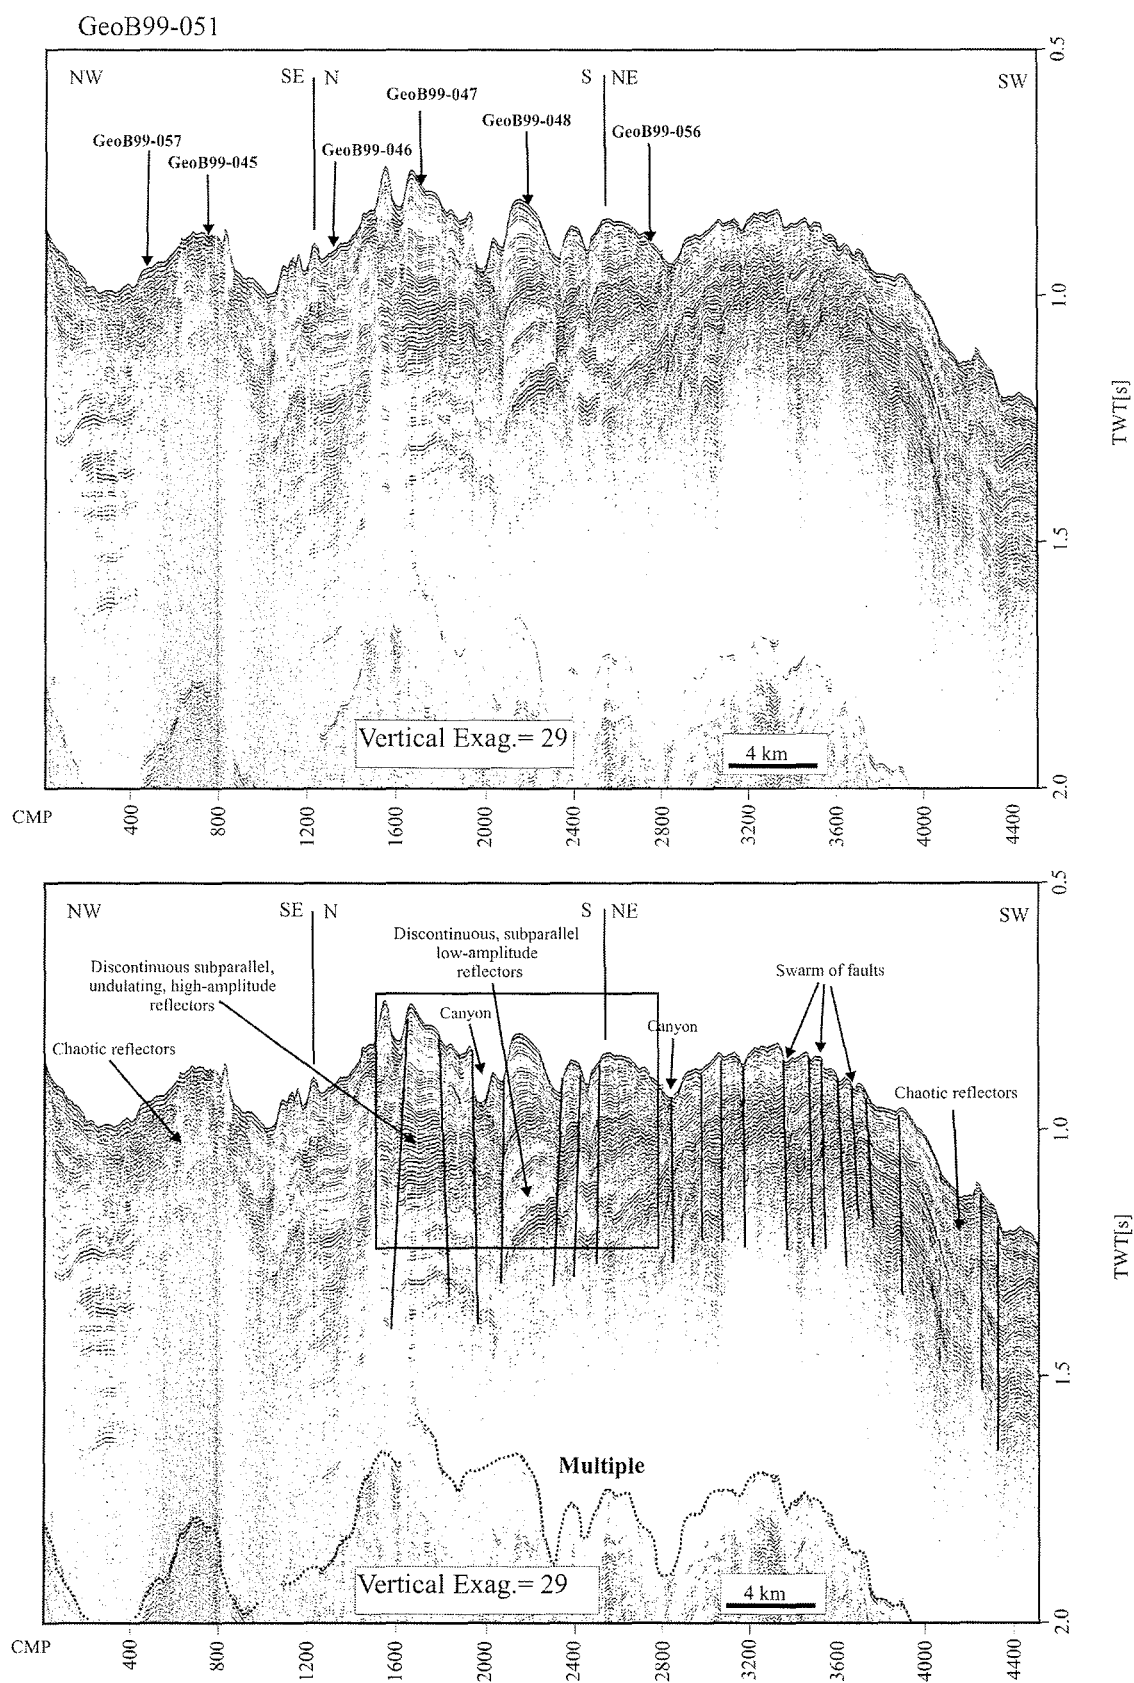 GeoB99-051
0.5
NW
SE N
S NE
SW
GeoB99-047
GeoB99-048
GeoB99-056
GeoB99-057
GeoB99-046
GeoB99-045
1.0
TWT[s]
1.5
Vertical Exag.= 29
4 km
2.0
CMP
400
800
1200
1600
2000
2400
2800
3200
3600
4000
4400
0.5
NW
SE N
S NE
SW
Discontinuous, subparallel
low-amplitude
reflectors
Discontinuous subparallel,
undulating, high-amplitude
reflectors
Swarm of faults
Canyon
Canyon
Chaotic reflectors
Chaotic reflectors
1.0
TWT[s]
1.5
Multiple
Vertical Exag.= 29
4 km
2.0
CMP
400
800
1200
1600
2000
2400
2800
3200
3600
4000
4400